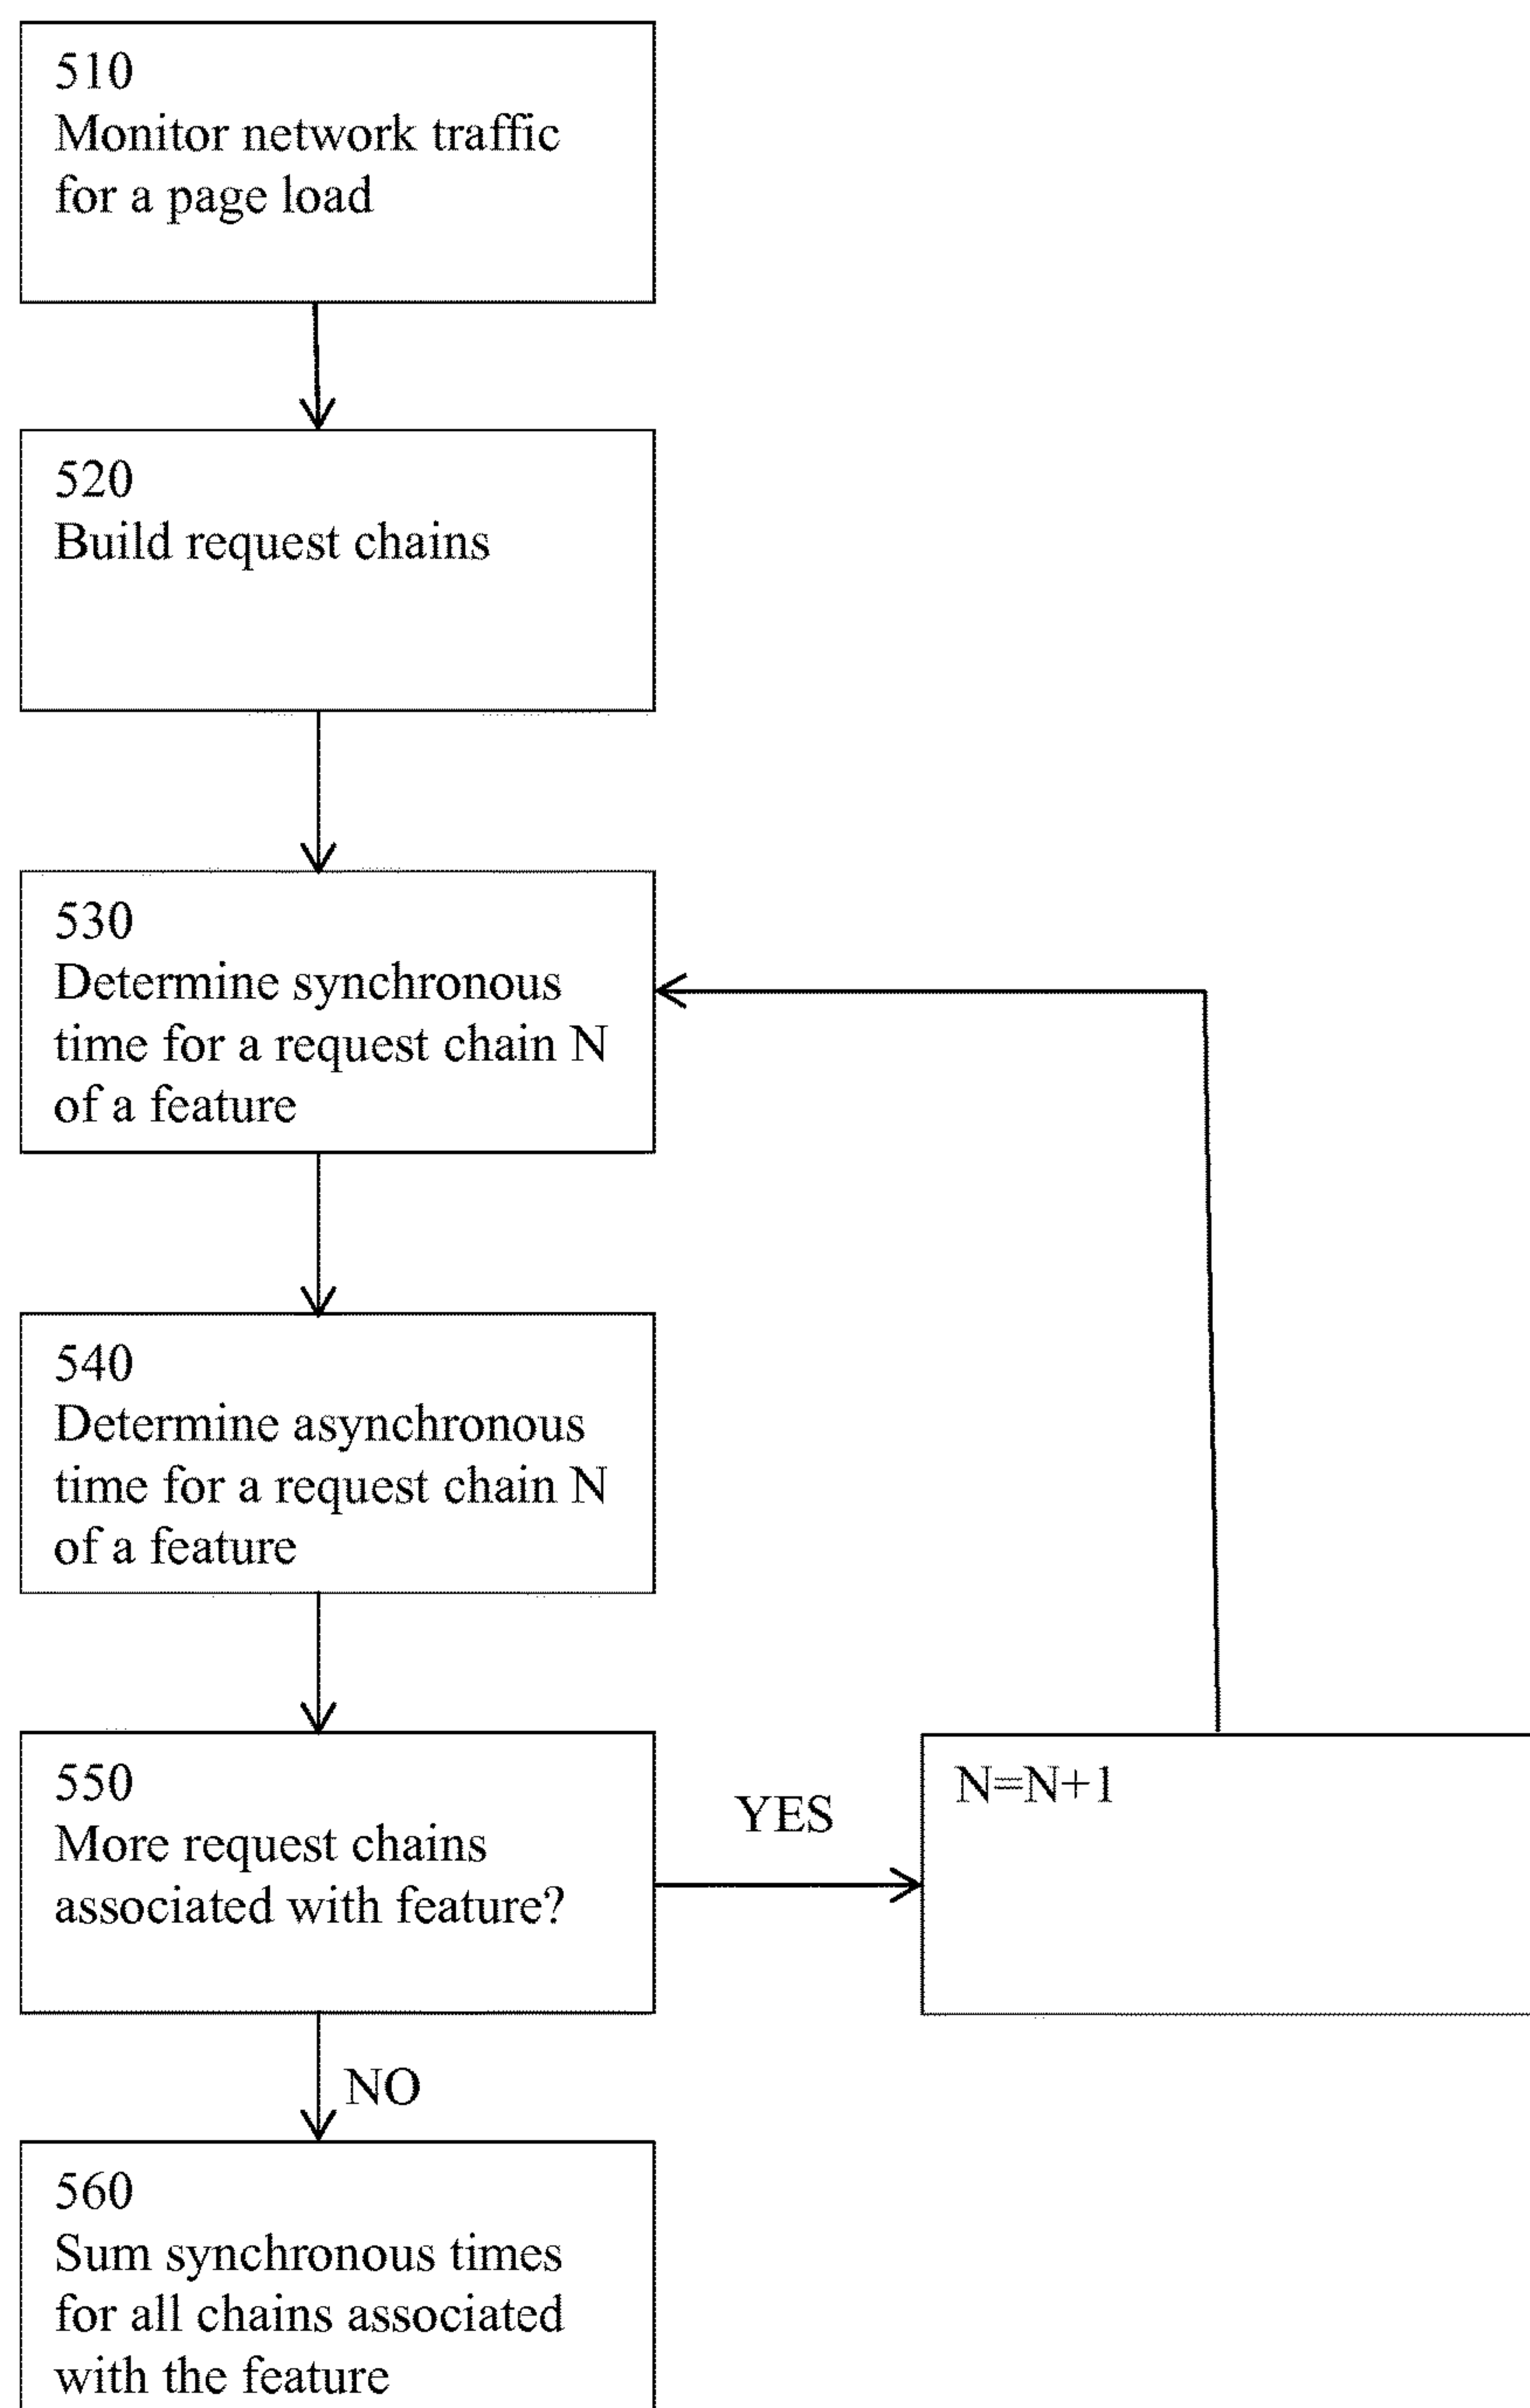 510
Monitor network traffic
for a page load
520
Build request chains
530
Determine synchronous
time for a request chain N
of a feature
540
Determine asynchronous
time for a request chain N
of a feature
550
More request chains
associated with feature?
YES
N=N+1
NO
560
Sum synchronous times
for all chains associated
with the feature